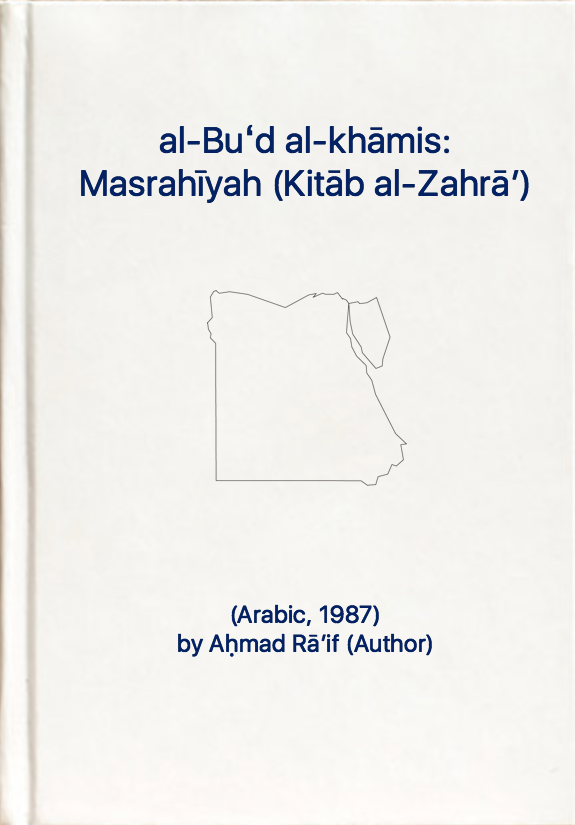 al-Buʻd al-khāmis:
Masrahīyah (Kitāb al-Zahrāʼ)
(Arabic, 1987)
by Aḥmad Rāʼif (Author)